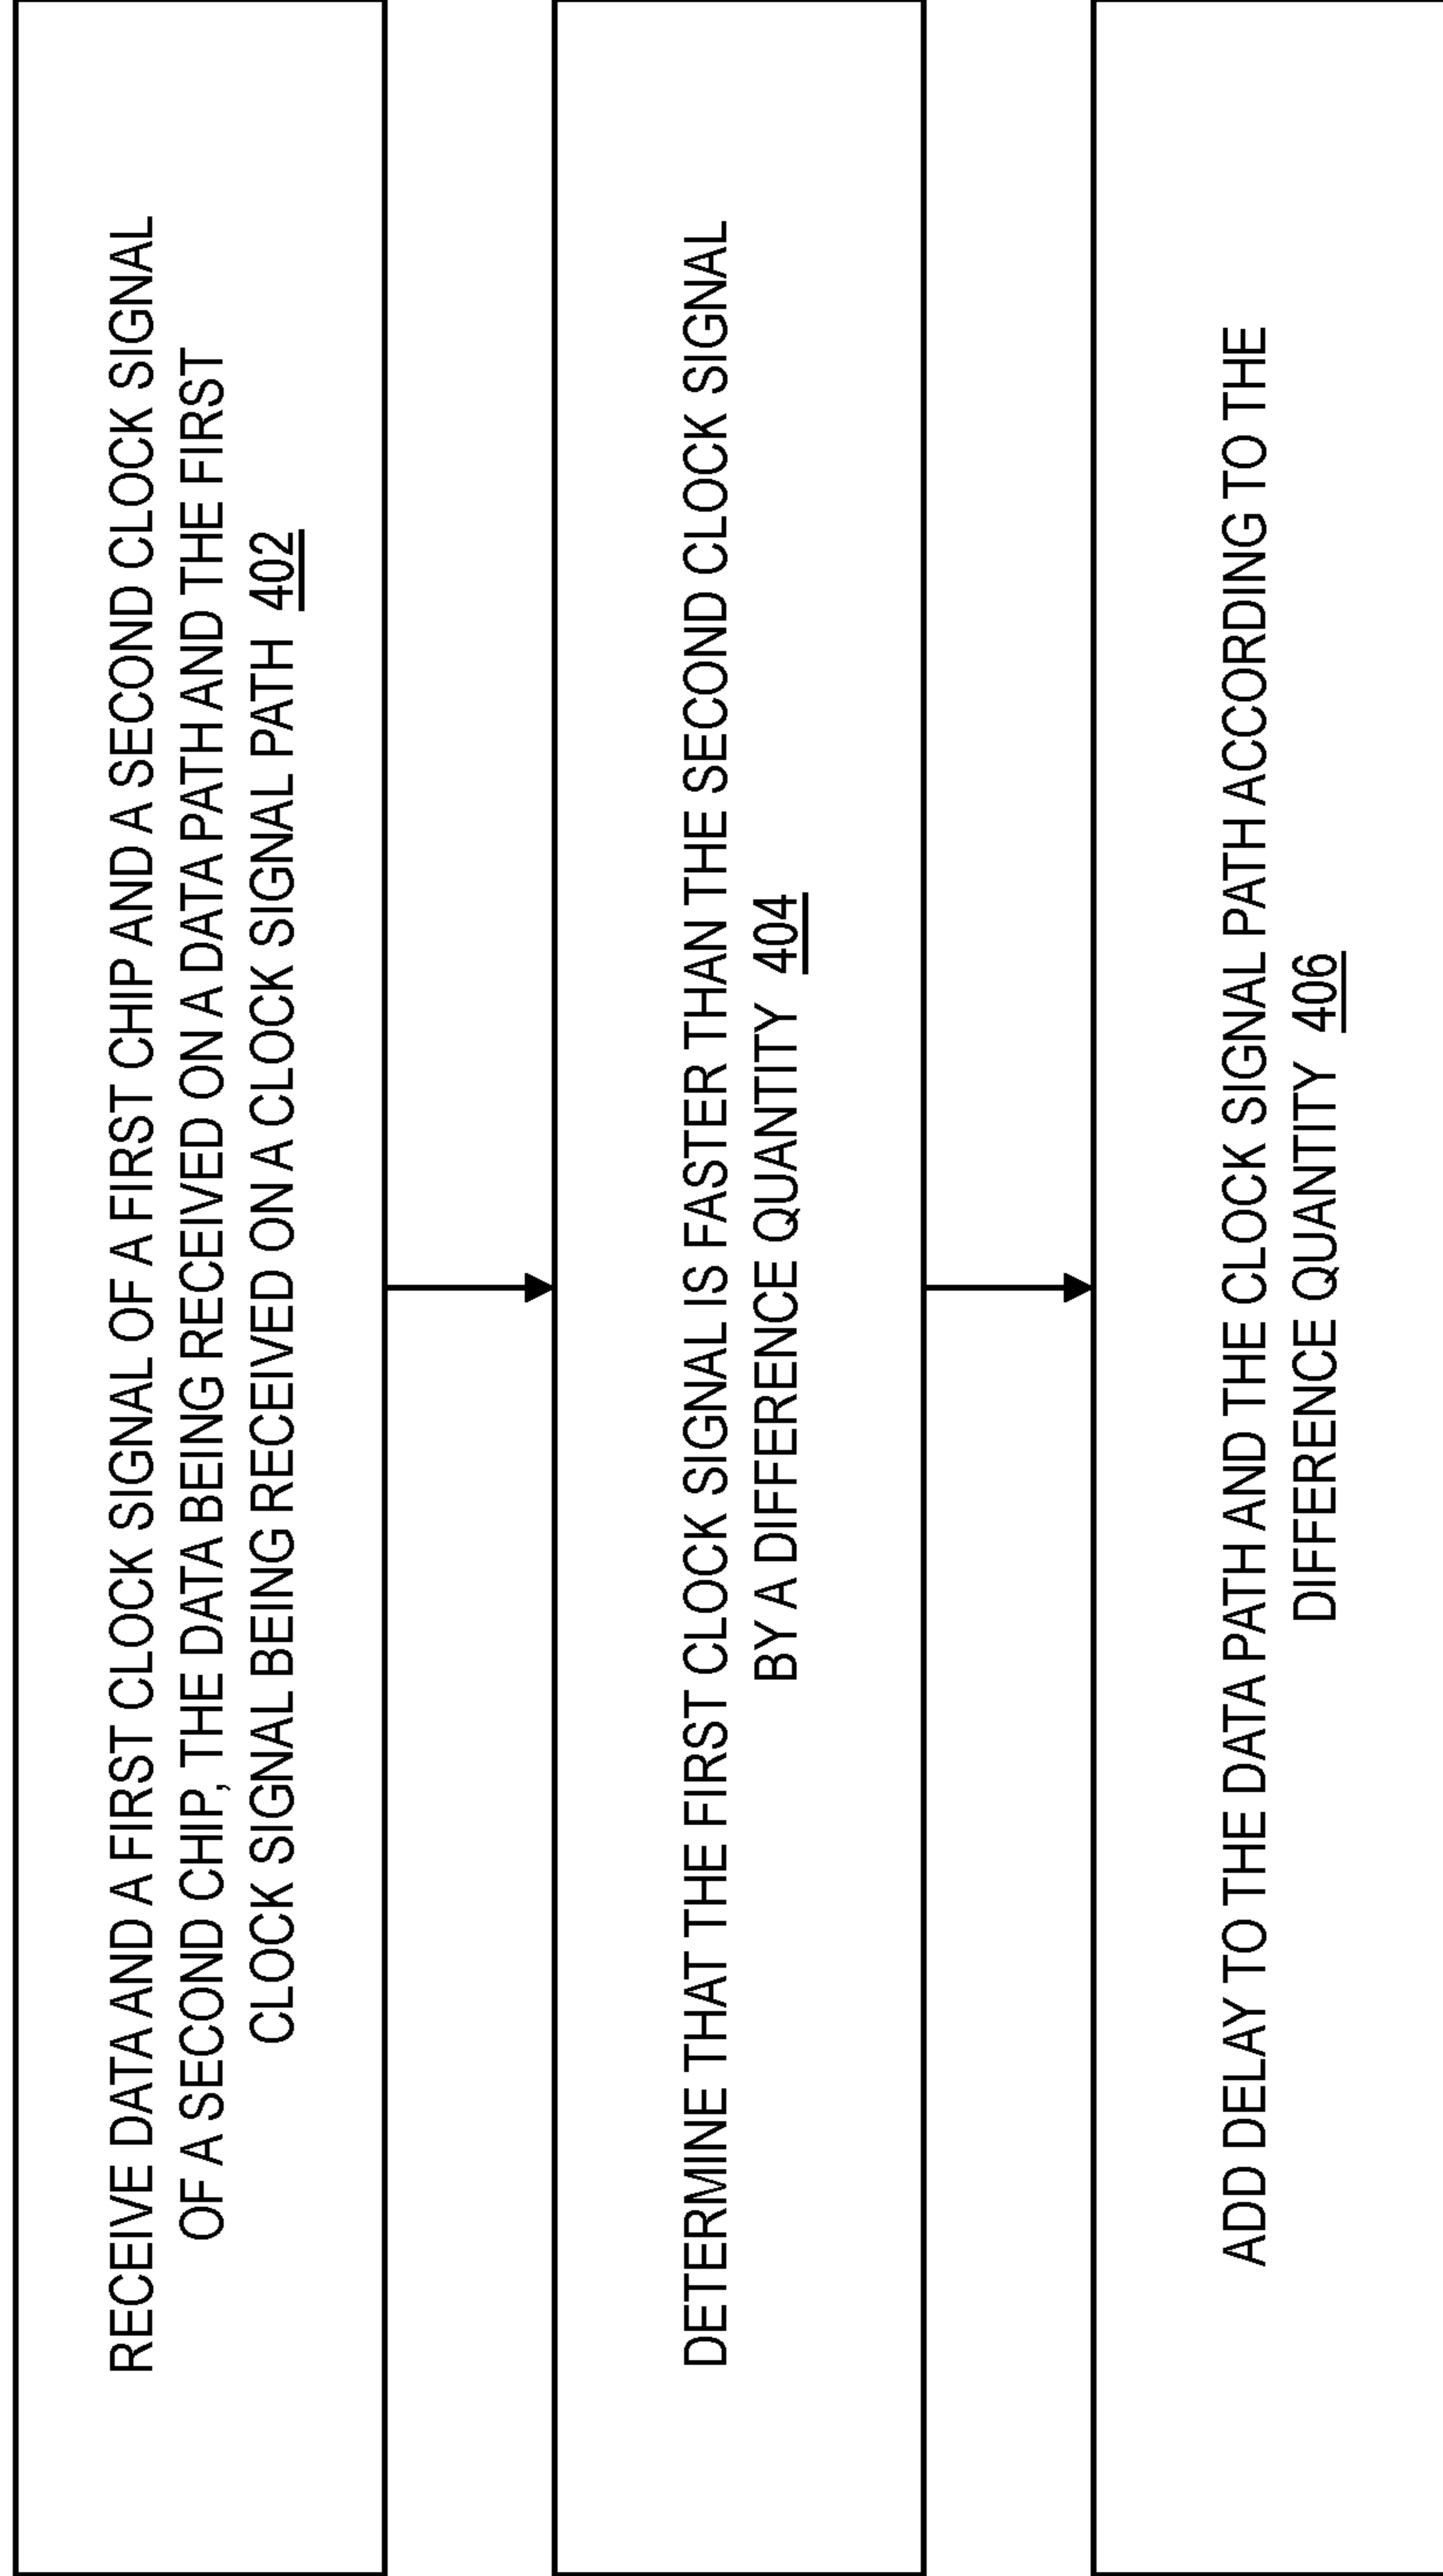 RECEIVE DATA AND A FIRST CLOCK SIGNAL OF A FIRST CHIP AND A SECOND CLOCK SIGNAL
OF A SECOND CHIP, THE DATA BEING RECEIVED ON A DATA PATH AND THE FIRST
CLOCK SIGNAL BEING RECEIVED ON A CLOCK SIGNAL PATH 402
DETERMINE THAT THE FIRST CLOCK SIGNAL IS FASTER THAN THE SECOND CLOCK SIGNAL
BY A DIFFERENCE QUANTITY 404
ADD DELAY TO THE DATA PATH AND THE CLOCK SIGNAL PATH ACCORDING TO THE
DIFFERENCE QUANTITY 406